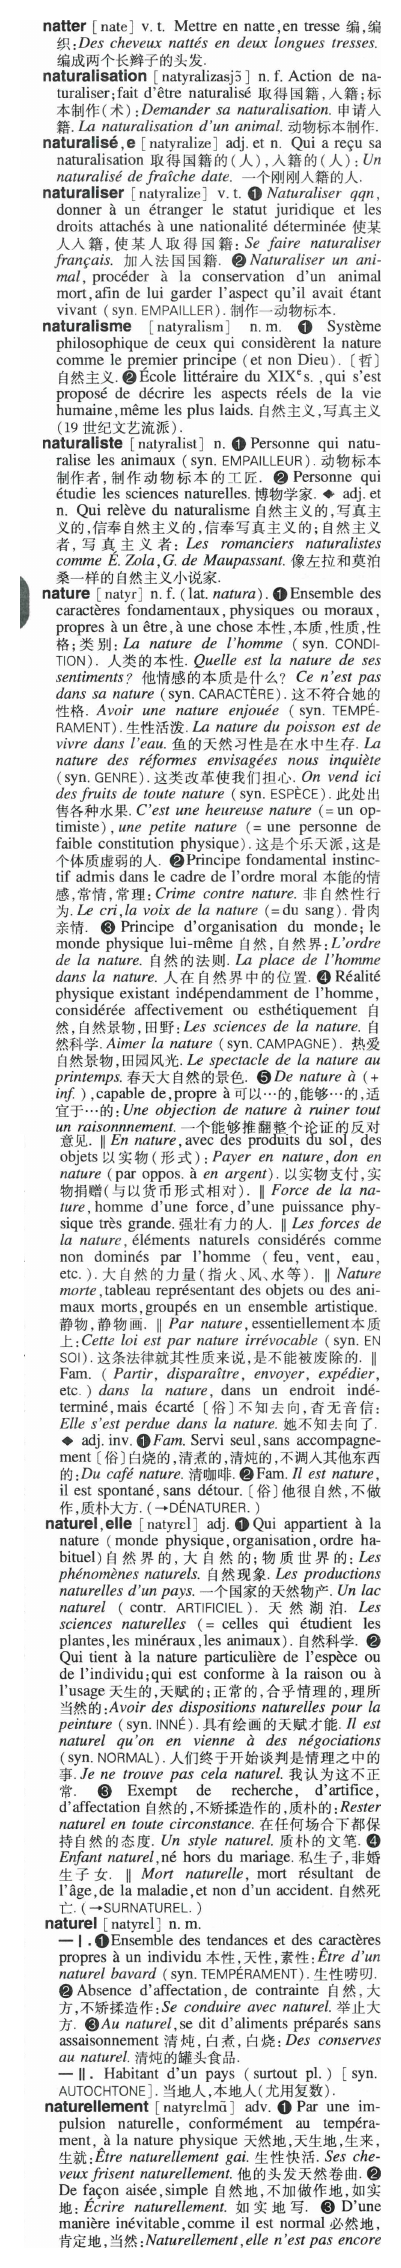 natter [nate] v. t. Mettre en natte,en tresse 编,编
织:Des cheveux nattés en deux longues tresses.
编成两个长辫子的头发.
naturalisation [natyralizasjɔ̃] n. f. Action de na-
turaliser;fait d'être naturalisé 取得国籍,入籍;标
本制作(术):Demander sa naturalisation. 申请入
籍. La naturalisation d'un animal. 动物标本制作.
naturalisé,e [natyralize] adj. et n. Qui a reçu sa
naturalisation 取得国籍的(人),入籍的(人):Un
naturalisé de fraîche date. 一个刚刚入籍的人.
naturaliser [natyralize] v. t. ❶ Naturaliser qqn,
donner à un étranger le statut juridique et les
droits attachés à une nationalité déterminée 使某
人入籍,使某人取得国籍: Se faire naturaliser
français. 加入法国国籍. ❷ Naturaliser un ani-
mal, procéder à la conservation d'un animal
mort,afin de lui garder l'aspect qu'il avait étant
vivant (syn. EMPAILLER). 制作一动物标本.
naturalisme [natyralism] n. m. ❶ Système
philosophique de ceux qui considèrent la nature
comme le premier principe (et non Dieu). [哲]
自然主义. ❷ École littéraire du XIXᵉ s. ,qui s'est
proposé de décrire les aspects réels de la vie
humaine,même les plus laids. 自然主义,写真主义
(19 世纪文艺流派).
naturaliste [natyralist] n. ❶ Personne qui natu-
ralise les animaux (syn. EMPAILLEUR). 动物标本
制作者,制作动物标本的工匠. ❷ Personne qui
étudie les sciences naturelles. 博物学家. ◆ adj. et
n. Qui relève du naturalisme 自然主义的,写真主
义的,信奉自然主义的,信奉写真主义的;自然主义
者,写真主义者: Les romanciers naturalistes
comme É. Zola,G. de Maupassant. 像左拉和莫泊
桑一样的自然主义小说家.
nature [natyr] n. f. (lat. natura). ❶ Ensemble des
caractères fondamentaux, physiques ou moraux,
propres à un être,à une chose 本性,本质,性质,性
格;类别: La nature de l'homme (syn. CONDI-
TION). 人类的本性. Quelle est la nature de ses
sentiments? 他情感的本质是什么? Ce n'est pas
dans sa nature (syn. CARACTÈRE). 这不符合她的
性格. Avoir une nature enjouée (syn. TEMPÉ-
RAMENT). 生性活泼. La nature du poisson est de
vivre dans l'eau. 鱼的天然习性是在水中生存. La
nature des réformes envisagées nous inquiète
(syn. GENRE). 这类改革使我们担心. On vend ici
des fruits de toute nature (syn. ESPÈCE). 此处出
售各种水果. C'est une heureuse nature (=un op-
timiste), une petite nature (= une personne de
faible constitution physique). 这是个乐天派,这是
个体质虚弱的人. ❷ Principe fondamental instinc-
tif admis dans le cadre de l'ordre moral 本能的情
感,常情,常理: Crime contre nature. 非自然性行
为. Le cri,la voix de la nature (=du sang). 骨肉
亲情. ❸ Principe d'organisation du monde; le
monde physique lui-même 自然,自然界:L'ordre
de la nature. 自然的法则. La place de l'homme
dans la nature. 人在自然界中的位置. ❹ Réalité
physique existant indépendamment de l'homme,
considérée affectivement ou esthétiquement 自
然,自然景物,田野:Les sciences de la nature. 自
然科学. Aimer la nature (syn. CAMPAGNE). 热爱
自然景物,田园风光. Le spectacle de la nature au
printemps. 春天大自然的景色. ❺ De nature à (+
inf. ),capable de,propre à 可以…的,能够…的,适
宜于…的: Une objection de nature à ruiner tout
un raisonnnement. 一个能够推翻整个论证的反对
意见. ‖ En nature,avec des produits du sol, des
objets 以实物(形式): Payer en nature, don en
nature (par oppos. à en argent). 以实物支付,实
物捐赠(与以货币形式相对). ‖ Force de la na-
ture,homme d'une force,d'une puissance phy-
sique très grande. 强壮有力的人. ‖ Les forces de
la nature, éléments naturels considérés comme
non dominés par l'homme (feu, vent, eau,
etc. ). 大自然的力量(指火、风、水等). ‖ Nature
morte,tableau représentant des objets ou des ani-
maux morts,groupés en un ensemble artistique.
静物,静物画. ‖ Par nature,essentiellement本质
上:Cette loi est par nature irrévocable (syn. EN
SOI). 这条法律就其性质来说,是不能被废除的. ‖
Fam. ( Partir, disparaître, envoyer, expédier,
etc. ) dans la nature, dans un endroit indé-
terminé,mais écarté [俗]不知去向,杳无音信:
Elle s'est perdue dans la nature. 她不知去向了.
◆ adj. inv. ❶ Fam. Servi seul,sans accompagne-
ment [俗]白烧的,清煮的,清炖的,不调入其他东西
的:Du café nature. 清咖啡. ❷ Fam. Il est nature,
il est spontané,sans détour. [俗]他很自然,不做
作,质朴大方. (→DÉNATURER. )
naturel,elle [natyrɛl] adj. ❶ Qui appartient à la
nature (monde physique,organisation,ordre ha-
bituel)自然界的,大自然的;物质世界的: Les
phénomènes naturels. 自然现象. Les productions
naturelles d'un pays. 一个国家的天然物产. Un lac
naturel (contr. ARTIFICIEL). 天然湖泊. Les
sciences naturelles (= celles qui étudient les
plantes,les minéraux,les animaux). 自然科学. ❷
Qui tient à la nature particulière de l'espèce ou
de l'individu;qui est conforme à la raison ou à
l'usage 天生的,天赋的;正常的,合乎情理的,理所
当然的:Avoir des dispositions naturelles pour la
peinture (syn. INNÉ). 具有绘画的天赋才能. Il est
naturel qu'on en vienne à des négociations
(syn. NORMAL). 人们终于开始谈判是情理之中的
事. Je ne trouve pas cela naturel. 我认为这不正
常. ❸ Exempt de recherche, d'artifice,
d'affectation 自然的,不矫揉造作的,质朴的:Rester
naturel en toute circonstance. 在任何场合下都保
持自然的态度. Un style naturel. 质朴的文笔. ❹
Enfant naturel,né hors du mariage. 私生子,非婚
生子女. ‖ Mort naturelle, mort résultant de
l'âge,de la maladie,et non d'un accident. 自然死
亡. (→SURNATUREL. )
naturel [natyrɛl] n. m.
— I. ❶ Ensemble des tendances et des caractères
propres à un individu 本性,天性,素性:Être d'un
naturel bavard (syn. TEMPÉRAMENT). 生性唠叨.
❷ Absence d'affectation, de contrainte 自然,大
方,不矫揉造作:Se conduire avec naturel. 举止大
方. ❸ Au naturel,se dit d'aliments préparés sans
assaisonnement 清炖,白煮,白烧: Des conserves
au naturel. 清炖的罐头食品.
— II. Habitant d'un pays (surtout pl.) [syn.
AUTOCHTONE]. 当地人,本地人(尤用复数).
naturellement [natyrɛlmɑ̃] adv. ❶ Par une im-
pulsion naturelle, conformément au tempéra-
ment, à la nature physique 天然地,天生地,生来,
生就:Être naturellement gai. 生性快活. Ses che-
veux frisent naturellement. 他的头发天然卷曲. ❷
De façon aisée,simple 自然地,不加做作地,如实
地: Écrire naturellement. 如实地写. ❸ D'une
manière inévitable,comme il est normal 必然地,
肯定地,当然:Naturellement,elle n'est pas encore